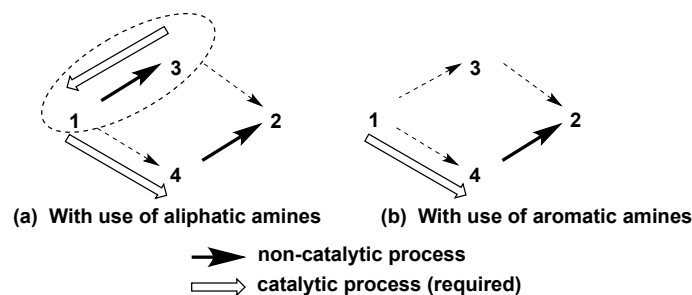 3
3
1
2
1
2
4
4
(a) With use of aliphatic amines
(b) With use of aromatic amines
non-catalytic process
catalytic process (required)